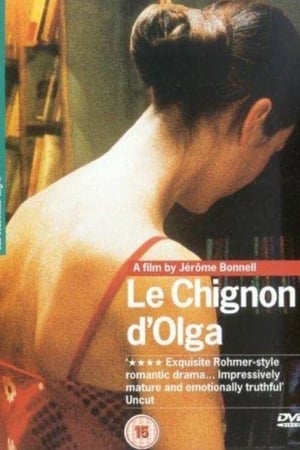 A film by Jérôme Bonnell
Le Chignon
d'Olga
'★★★★ Exquisite Rohmer-style
romantic drama... Impressively
mature and emotionally truthful'
Uncut
15
DVD
VIDEO